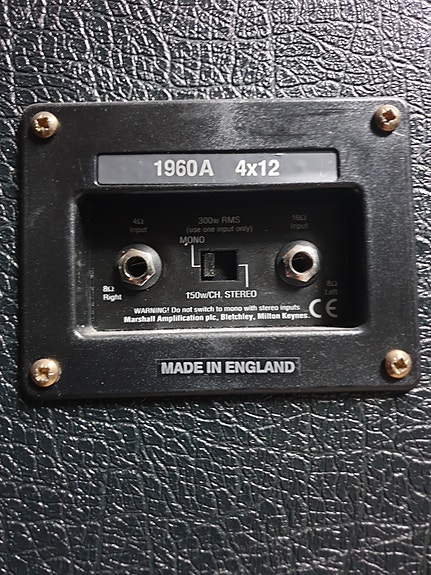 1960A 4x12
4Ω
Input
300w RMS
(use one input only)
16Ω
Input
MONO
8Ω
Right
150w/CH. STEREO
8Ω
Left
WARNING! Do not switch to mono with stereo inputs
Marshall Amplification plc, Bletchley, Milton Keynes.
CE
MADE IN ENGLAND